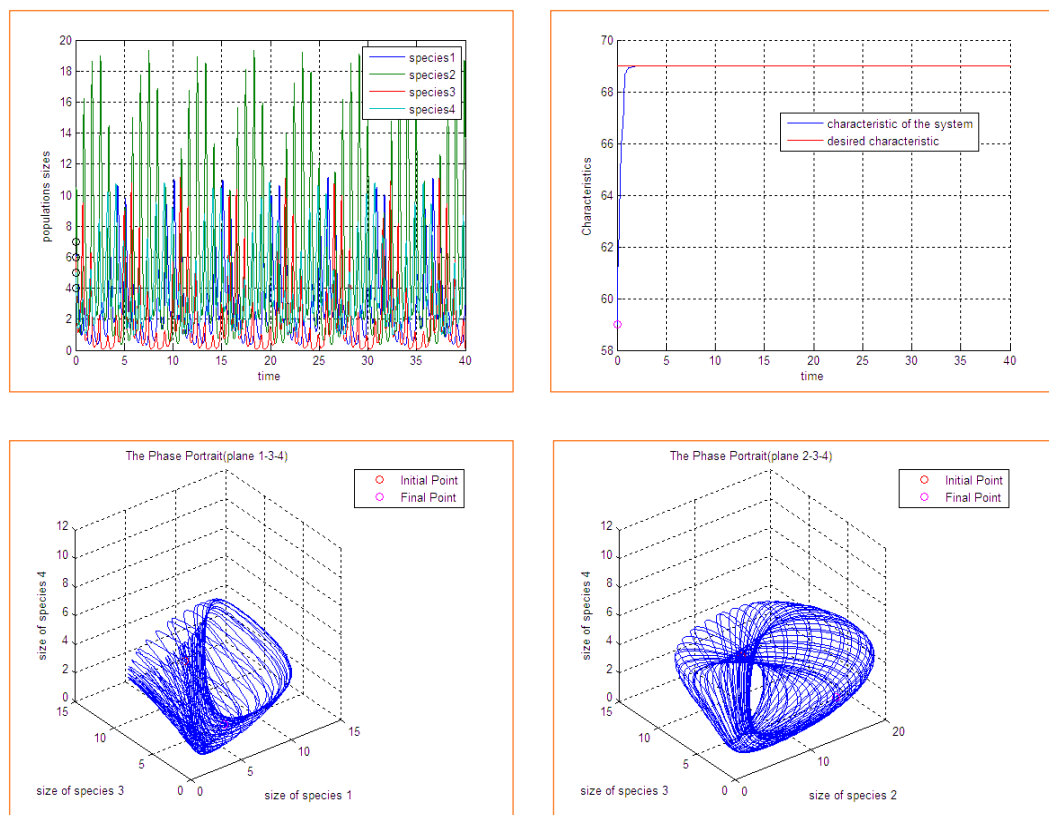 20
18
16
14
12
10
8
6
4
2
0
0 5 10 15 20 25 30 35 40
populations sizes
time
species1
species2
species3
species4
70
68
66
64
62
60
58
0 5 10 15 20 25 30 35 40
Characteristics
time
characteristic of the system
desired characteristic
The Phase Portrait(plane 1-3-4)
Initial Point
Final Point
12
10
8
6
4
2
0
size of species 4
15
10
5
0
size of species 3
0
5
10
15
size of species 1
The Phase Portrait(plane 2-3-4)
Initial Point
Final Point
12
10
8
6
4
2
0
size of species 4
15
10
5
0
size of species 3
0
10
20
size of species 2